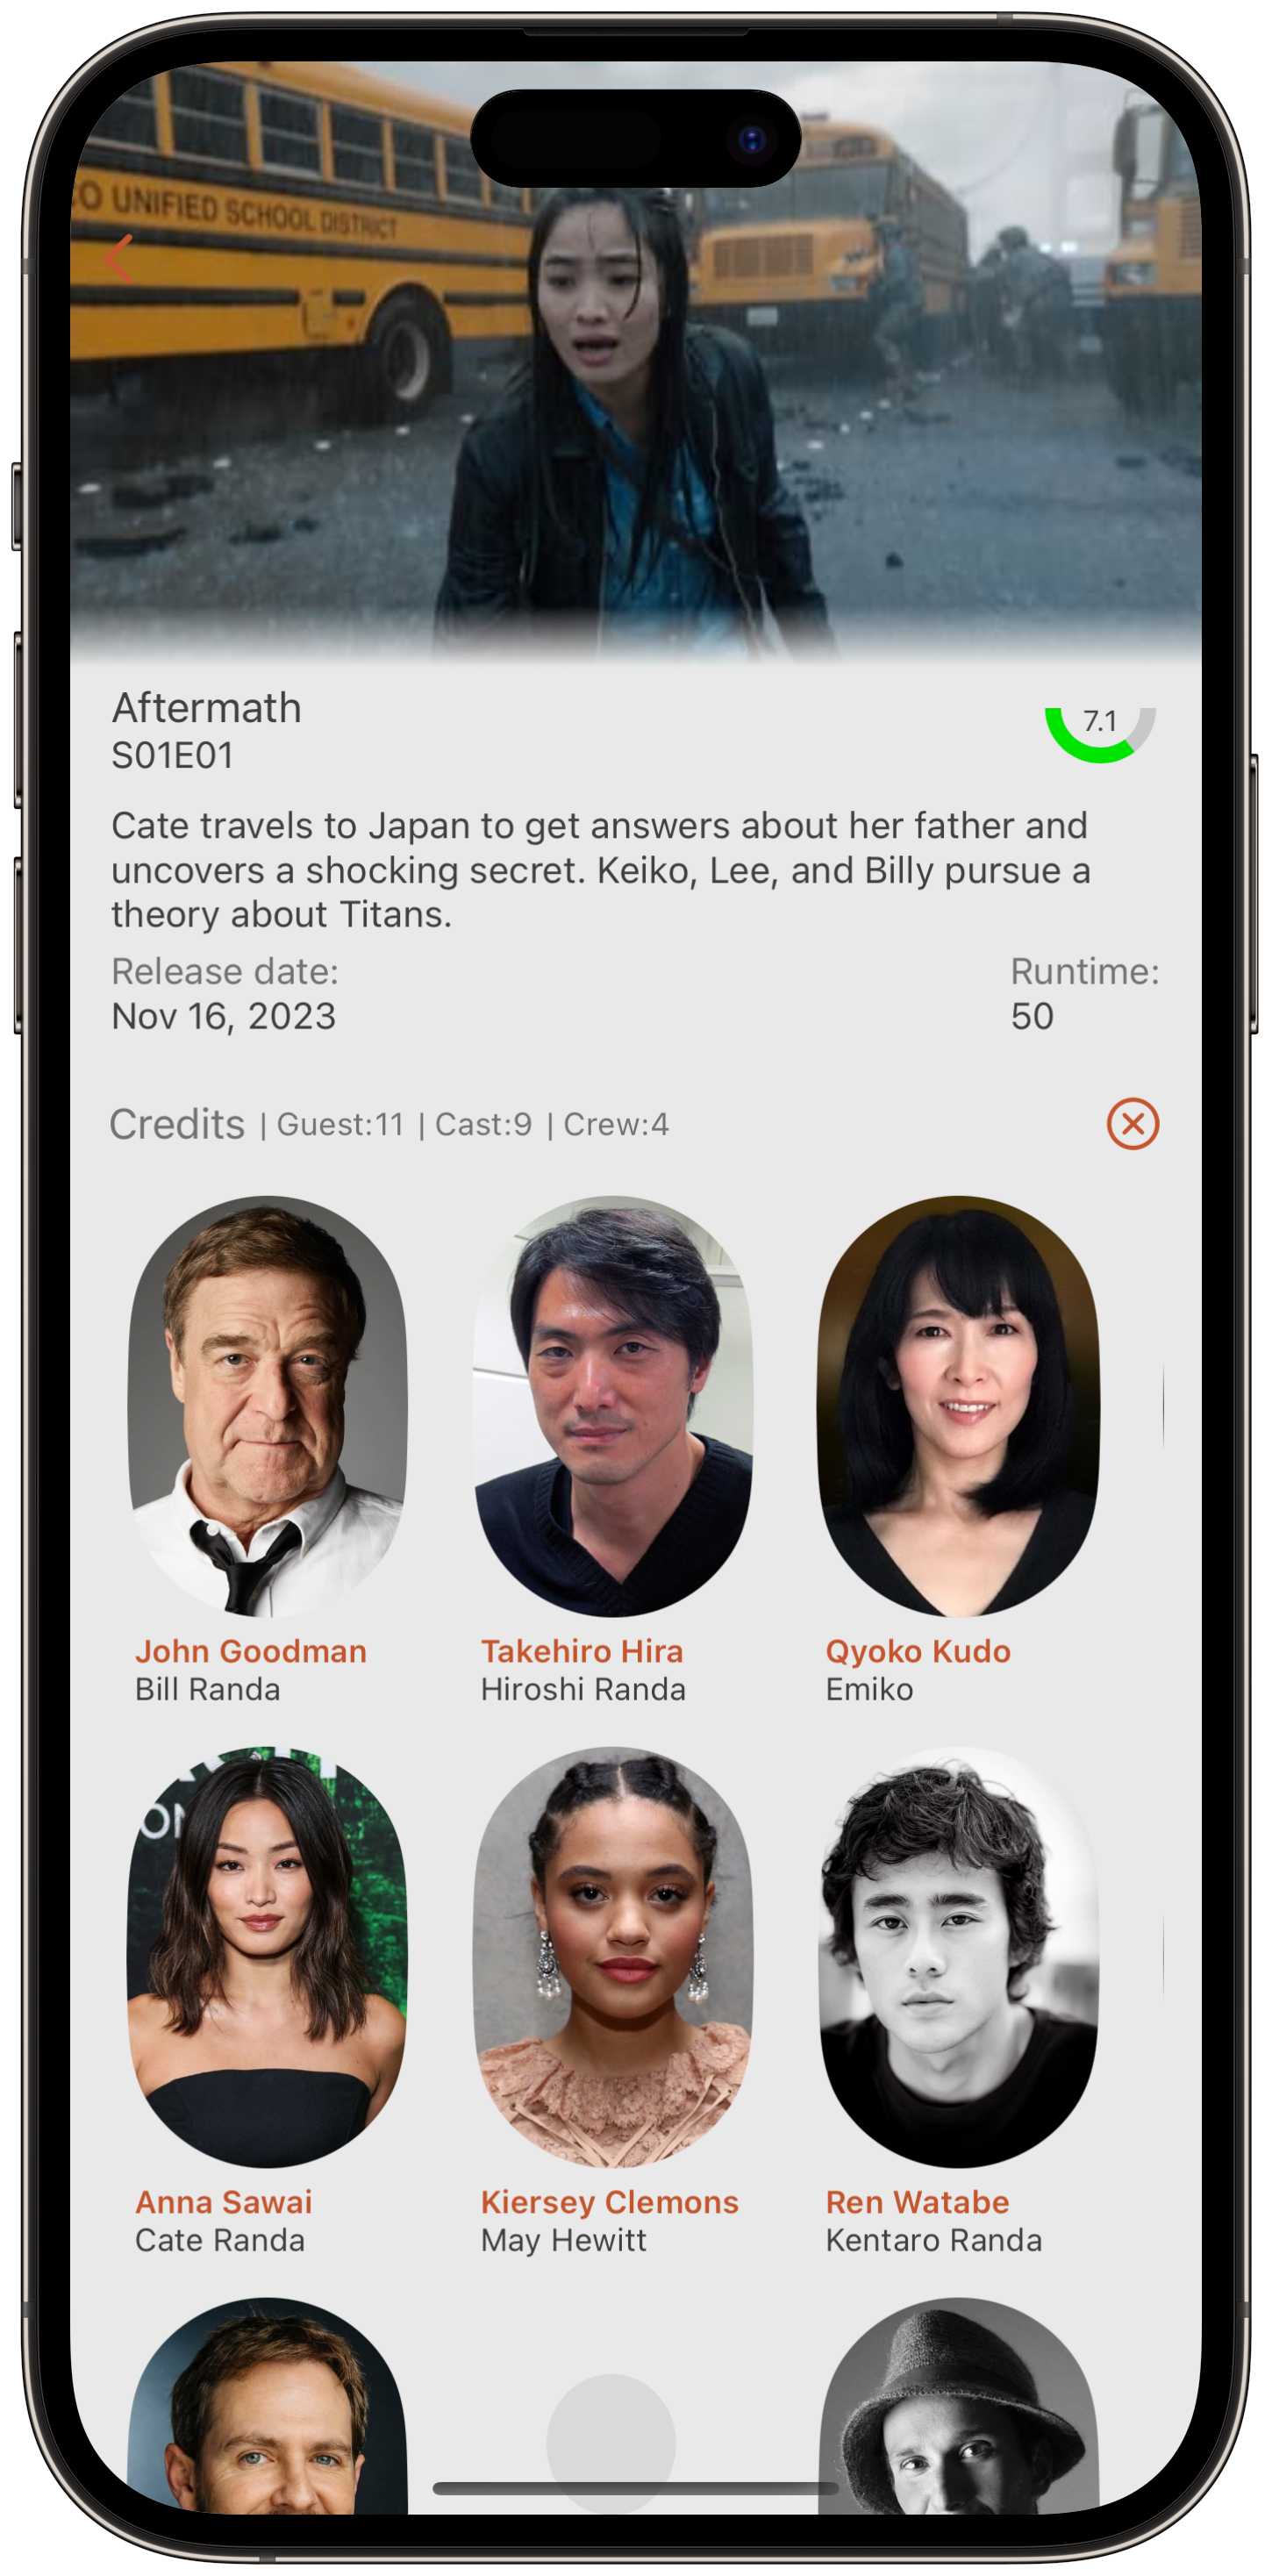 O UNIFIED SCHOOL DISTRICT
Aftermath
7.1
S01E01
Cate travels to Japan to get answers about her father and
uncovers a shocking secret. Keiko, Lee, and Billy pursue a
theory about Titans.
Release date:
Runtime:
Nov 16, 2023
50
Credits | Guest:11 | Cast:9 | Crew:4
John Goodman
Takehiro Hira
Qyoko Kudo
Bill Randa
Hiroshi Randa
Emiko
ON
Anna Sawai
Kiersey Clemons
Ren Watabe
Cate Randa
May Hewitt
Kentaro Randa